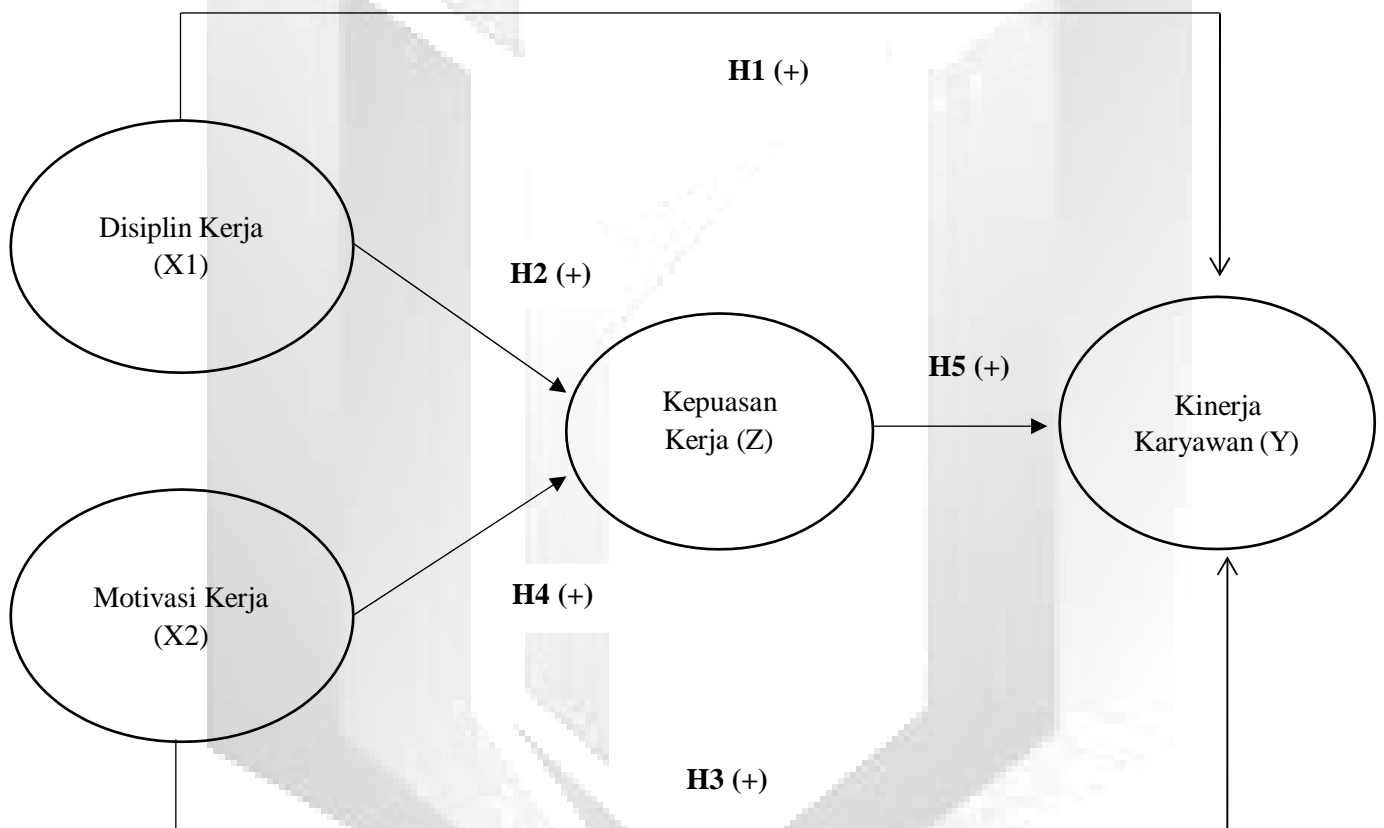 H1 (+)
Disiplin Kerja
(X1)
H2 (+)
Kepuasan
Kerja (Z)
H5 (+)
Kinerja
Karyawan (Y)
Motivasi Kerja
(X2)
H4 (+)
H3 (+)